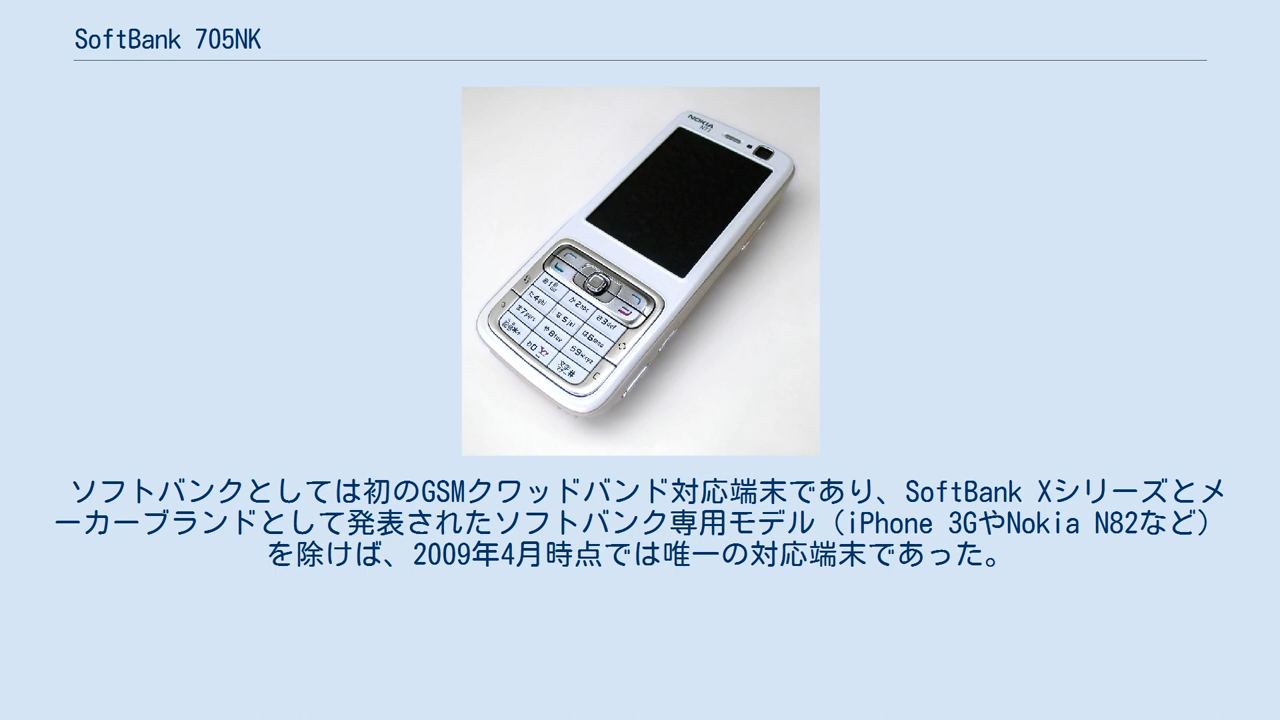 SoftBank 705NK
NOKIA
N73
ソフトバンクとしては初のGSMクワッドバンド対応端末であり、SoftBank Xシリーズとメ
ーカーブランドとして発表されたソフトバンク専用モデル（iPhone 3GやNokia N82など）
を除けば、2009年4月時点では唯一の対応端末であった。